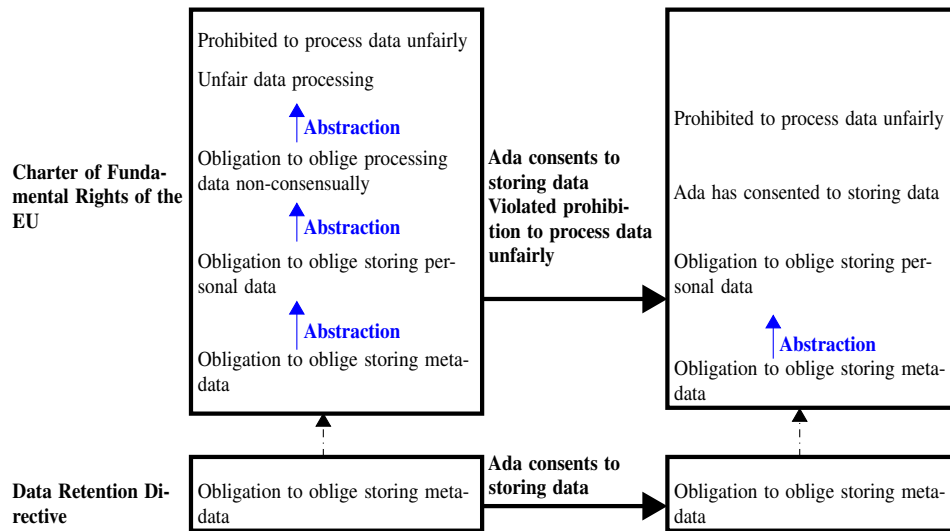 Prohibited to process data unfairly
Unfair data processing
Abstraction
Obligation to oblige processing
data non-consensually
Abstraction
Obligation to oblige storing per-
sonal data
Abstraction
Obligation to oblige storing meta-
data
Charter of Funda-
mental Rights of the
EU
Ada consents to
storing data
Violated prohibi-
tion to process data
unfairly
Prohibited to process data unfairly
Ada has consented to storing data
Obligation to oblige storing per-
sonal data
Abstraction
Obligation to oblige storing meta-
data
Data Retention Di-
rective
Obligation to oblige storing meta-
data
Ada consents to
storing data
Obligation to oblige storing meta-
data